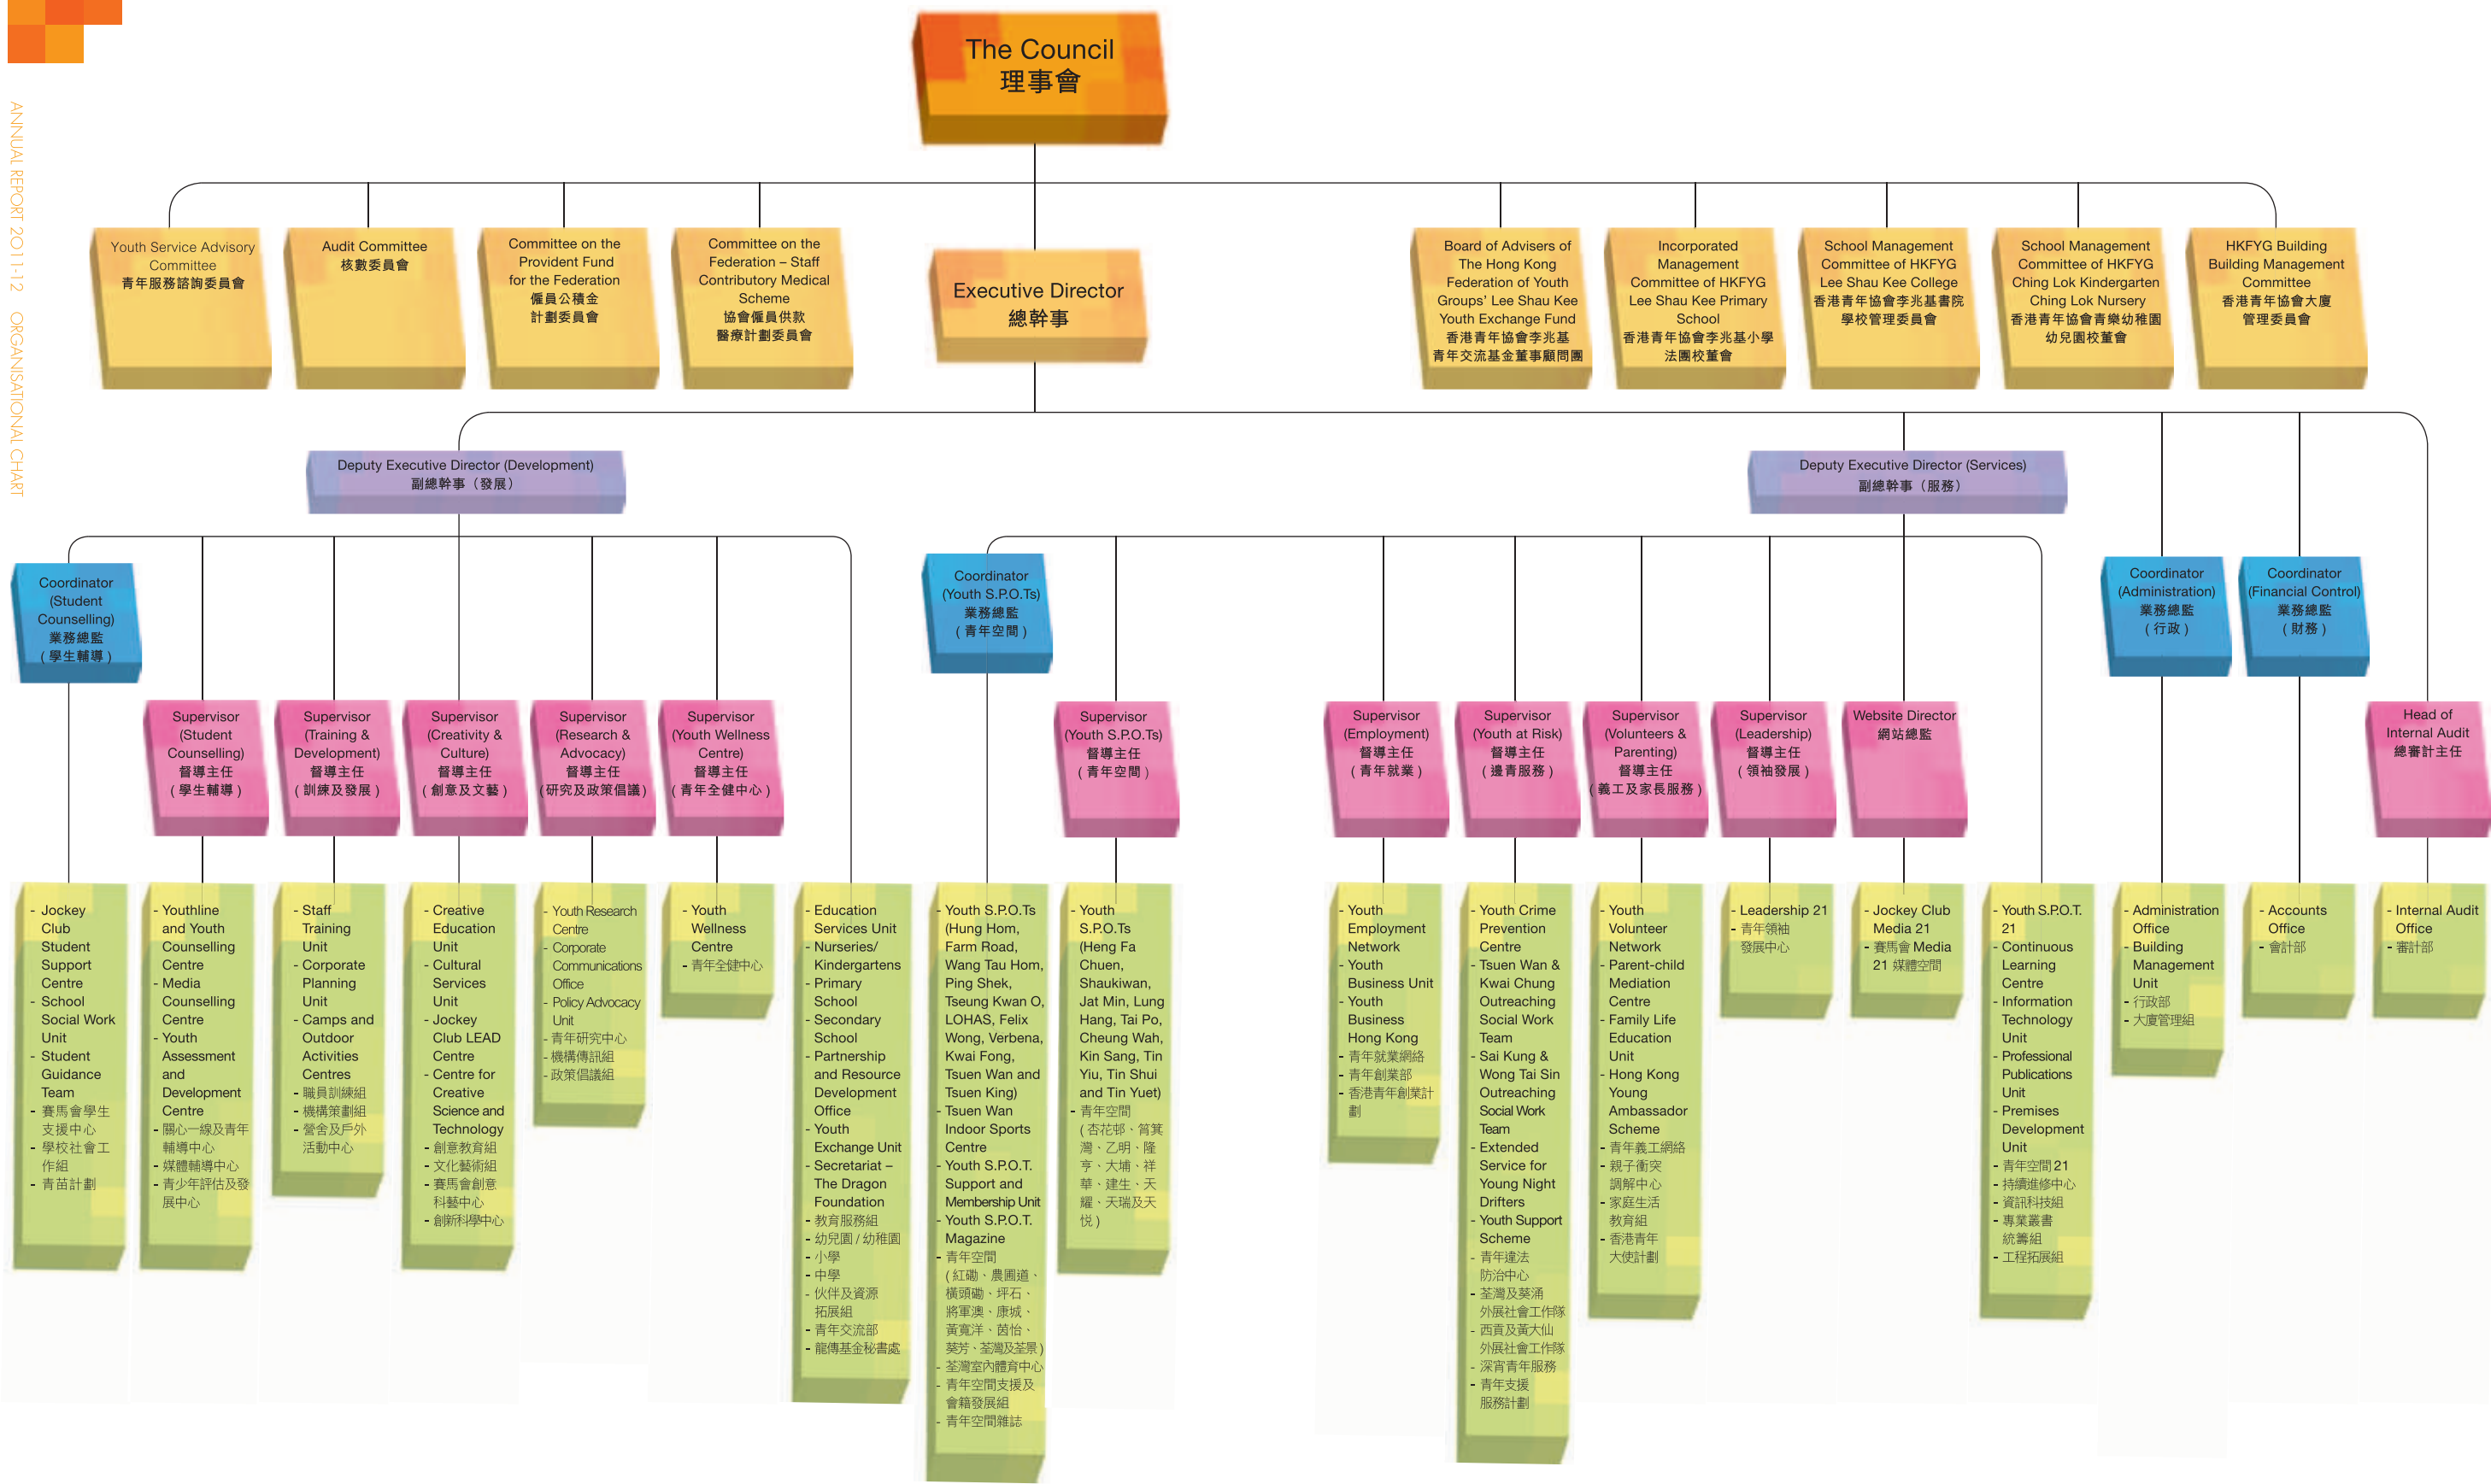 ANNUAL REPORT 2011-12 ORGANISATIONAL CHART
The Council
理事會
Youth Service Advisory
Committee
青年服務諮詢委員會
Audit Committee
核數委員會
Committee on the
Provident Fund
for the Federation
僱員公積金
計劃委員會
Committee on the
Federation – Staff
Contributory Medical
Scheme
協會僱員供款
醫療計劃委員會
Executive Director
總幹事
Board of Advisers of
The Hong Kong
Federation of Youth
Groups' Lee Shau Kee
Youth Exchange Fund
香港青年協會李兆基
青年交流基金董事顧問團
Incorporated
Management
Committee of HKFYG
Lee Shau Kee Primary
School
香港青年協會李兆基小學
法團校董會
School Management
Committee of HKFYG
Lee Shau Kee College
香港青年協會李兆基書院
學校管理委員會
School Management
Committee of HKFYG
Ching Lok Kindergarten
Ching Lok Nursery
香港青年協會青樂幼稚園
幼兒園校董會
HKFYG Building
Building Management
Committee
香港青年協會大廈
管理委員會
Deputy Executive Director (Development)
副總幹事（發展）
Deputy Executive Director (Services)
副總幹事（服務）
Coordinator
(Student
Counselling)
業務總監
( 學生輔導 )
Coordinator
(Youth S.P.O.Ts)
業務總監
( 青年空間 )
Coordinator
(Administration)
業務總監
( 行政 )
Coordinator
(Financial Control)
業務總監
( 財務 )
Supervisor
(Student
Counselling)
督導主任
( 學生輔導 )
Supervisor
(Training &
Development)
督導主任
( 訓練及發展 )
Supervisor
(Creativity &
Culture)
督導主任
( 創意及文藝 )
Supervisor
(Research &
Advocacy)
督導主任
(研究及政策倡議)
Supervisor
(Youth Wellness
Centre)
督導主任
( 青年全健中心 )
Supervisor
(Youth S.P.O.Ts)
督導主任
( 青年空間 )
Supervisor
(Employment)
督導主任
( 青年就業 )
Supervisor
(Youth at Risk)
督導主任
( 邊青服務 )
Supervisor
(Volunteers &
Parenting)
督導主任
( 義工及家長服務 )
Supervisor
(Leadership)
督導主任
( 領袖發展 )
Website Director
網站總監
Head of
Internal Audit
總審計主任
- Jockey
Club
Student
Support
Centre
- School
Social Work
Unit
- Student
Guidance
Team
- 賽馬會學生
支援中心
- 學校社會工
作組
- 青苗計劃
- Youthline
and Youth
Counselling
Centre
- Media
Counselling
Centre
- Youth
Assessment
and
Development
Centre
- 關心一線及青年
輔導中心
- 媒體輔導中心
- 青少年評估及發
展中心
- Staff
Training
Unit
- Corporate
Planning
Unit
- Camps and
Outdoor
Activities
Centres
- 職員訓練組
- 機構策劃組
- 營舍及戶外
活動中心
- Creative
Education
Unit
- Cultural
Services
Unit
- Jockey
Club LEAD
Centre
- Centre for
Creative
Science and
Technology
- 創意教育組
- 文化藝術組
- 賽馬會創意
科藝中心
- 創新科學中心
- Youth Research
Centre
- Corporate
Communications
Office
- Policy Advocacy
Unit
- 青年研究中心
- 機構傳訊組
- 政策倡議組
- Youth
Wellness
Centre
- 青年全健中心
- Education
Services Unit
- Nurseries/
Kindergartens
- Primary
School
- Secondary
School
- Partnership
and Resource
Development
Office
- Youth
Exchange Unit
- Secretariat –
The Dragon
Foundation
- 教育服務組
- 幼兒園 / 幼稚園
- 小學
- 中學
- 伙伴及資源
拓展組
- 青年交流部
- 龍傳基金秘書處
- Youth S.P.O.Ts
(Hung Hom,
Farm Road,
Wang Tau Hom,
Ping Shek,
Tseung Kwan O,
LOHAS, Felix
Wong, Verbena,
Kwai Fong,
Tsuen Wan and
Tsuen King)
- Tsuen Wan
Indoor Sports
Centre
- Youth S.P.O.T.
Support and
Membership Unit
- Youth S.P.O.T.
Magazine
- 青年空間
( 紅磡、農圃道、
橫頭磡、坪石、
將軍澳、康城、
黃寬洋、茵怡、
葵芳、荃灣及荃景 )
- 荃灣室內體育中心
- 青年空間支援及
會籍發展組
- 青年空間雜誌
- Youth
S.P.O.Ts
(Heng Fa
Chuen,
Shaukiwan,
Jat Min, Lung
Hang, Tai Po,
Cheung Wah,
Kin Sang, Tin
Yiu, Tin Shui
and Tin Yuet)
- 青年空間
( 杏花邨、筲箕
灣、乙明、隆
亨、大埔、祥
華、建生、天
耀、天瑞及天
悅 )
- Youth
Employment
Network
- Youth
Business Unit
- Youth
Business
Hong Kong
- 青年就業網絡
- 青年創業部
- 香港青年創業計
劃
- Youth Crime
Prevention
Centre
- Tsuen Wan &
Kwai Chung
Outreaching
Social Work
Team
- Sai Kung &
Wong Tai Sin
Outreaching
Social Work
Team
- Extended
Service for
Young Night
Drifters
- Youth Support
Scheme
- 青年違法
防治中心
- 荃灣及葵涌
外展社會工作隊
- 西貢及黃大仙
外展社會工作隊
- 深宵青年服務
- 青年支援
服務計劃
- Youth
Volunteer
Network
- Parent-child
Mediation
Centre
- Family Life
Education
Unit
- Hong Kong
Young
Ambassador
Scheme
- 青年義工網絡
- 親子衝突
調解中心
- 家庭生活
教育組
- 香港青年
大使計劃
- Leadership 21
- 青年領袖
發展中心
- Jockey Club
Media 21
- 賽馬會 Media
21 媒體空間
- Youth S.P.O.T.
21
- Continuous
Learning
Centre
- Information
Technology
Unit
- Professional
Publications
Unit
- Premises
Development
Unit
- 青年空間 21
- 持續進修中心
- 資訊科技組
- 專業叢書
統籌組
- 工程拓展組
- Administration
Office
- Building
Management
Unit
- 行政部
- 大廈管理組
- Accounts
Office
- 會計部
- Internal Audit
Office
- 審計部